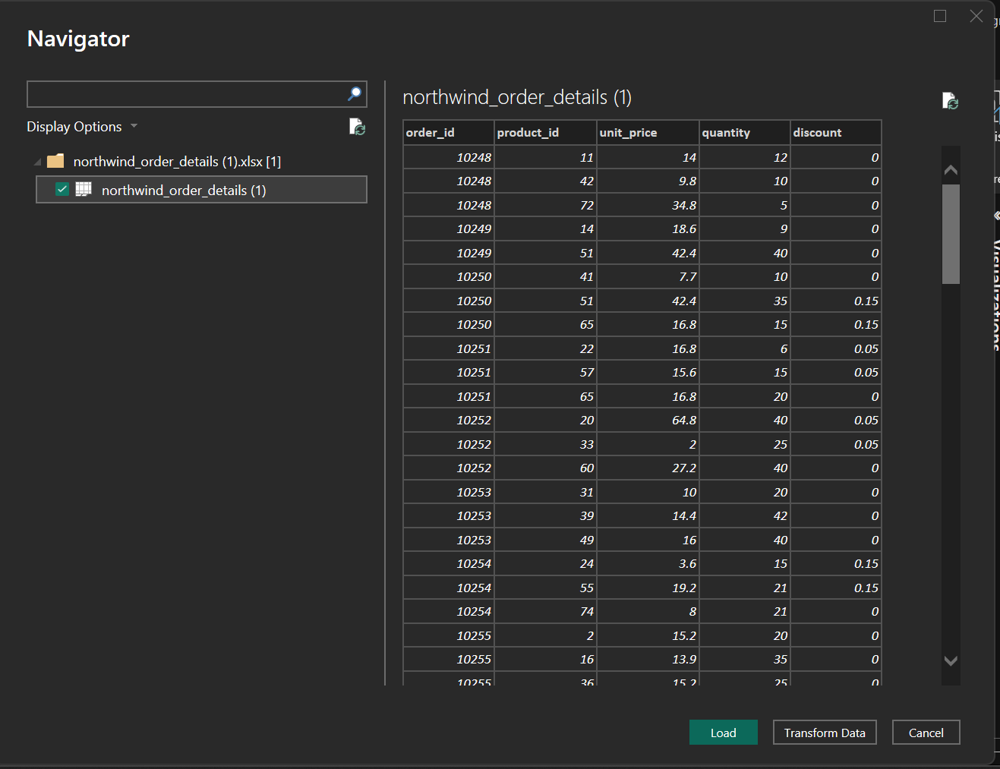 Navigator
Display Options
northwind_order_details (1).xlsx [1]
northwind_order_details (1)
northwind_order_details (1)
order_id product_id unit_price quantity discount
10248 11 14 12 0
10248 42 9.8 10 0
10248 72 34.8 5 0
10249 14 18.6 9 0
10249 51 42.4 40 0
10250 41 7.7 10 0
10250 51 42.4 35 0.15
10250 65 16.8 15 0.15
10251 22 16.8 6 0.05
10251 57 15.6 15 0.05
10251 65 16.8 20 0
10252 20 64.8 40 0.05
10252 33 2 25 0.05
10252 60 27.2 40 0
10253 31 10 20 0
10253 39 14.4 42 0
10253 49 16 40 0
10254 24 3.6 15 0.15
10254 55 19.2 21 0.15
10254 74 8 21 0
10255 2 15.2 20 0
10255 16 13.9 35 0
10255 36 15.2 25 0
Load Transform Data Cancel
Visualizations